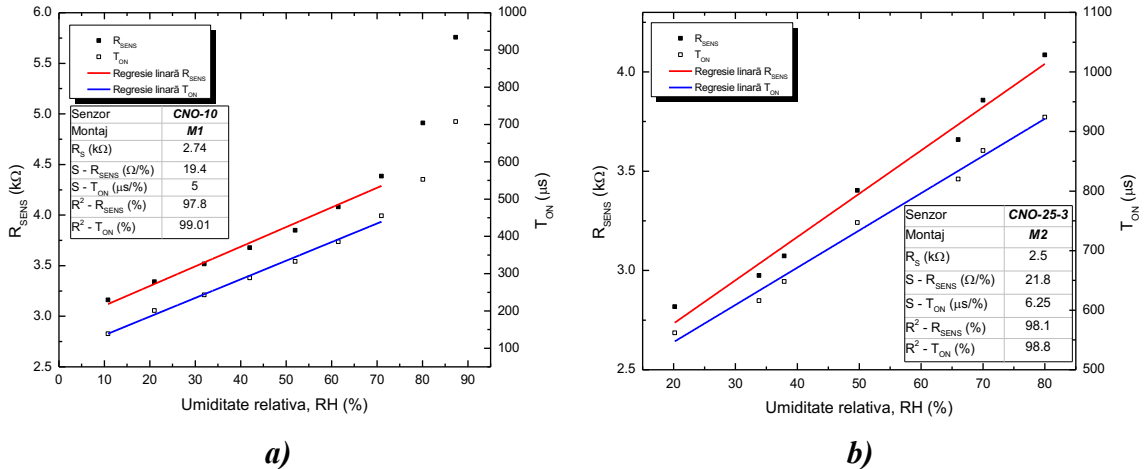 R_SENS
T_ON
Regresie linară R_SENS
Regresie linară T_ON
Senzor CNO-10
Montaj M1
R_S (kΩ) 2.74
S - R_SENS (Ω/%) 19.4
S - T_ON (μs/%) 5
R² - R_SENS (%) 97.8
R² - T_ON (%) 99.01
6.0
5.5
5.0
4.5
4.0
3.5
3.0
2.5
R_SENS (kΩ)
0 10 20 30 40 50 60 70 80 90 100
Umiditate relativa, RH (%)
1000
900
800
700
600
500
400
300
200
100
T_ON (μs)
a)
R_SENS
T_ON
Regresie linară R_SENS
Regresie linară T_ON
Senzor CNO-25-3
Montaj M2
R_S (kΩ) 2.5
S - R_SENS (Ω/%) 21.8
S - T_ON (μs/%) 6.25
R² - R_SENS (%) 98.1
R² - T_ON (%) 98.8
4.0
3.5
3.0
2.5
R_SENS (kΩ)
20 30 40 50 60 70 80
Umiditate relativa, RH (%)
1100
1000
900
800
700
600
500
T_ON (μs)
b)